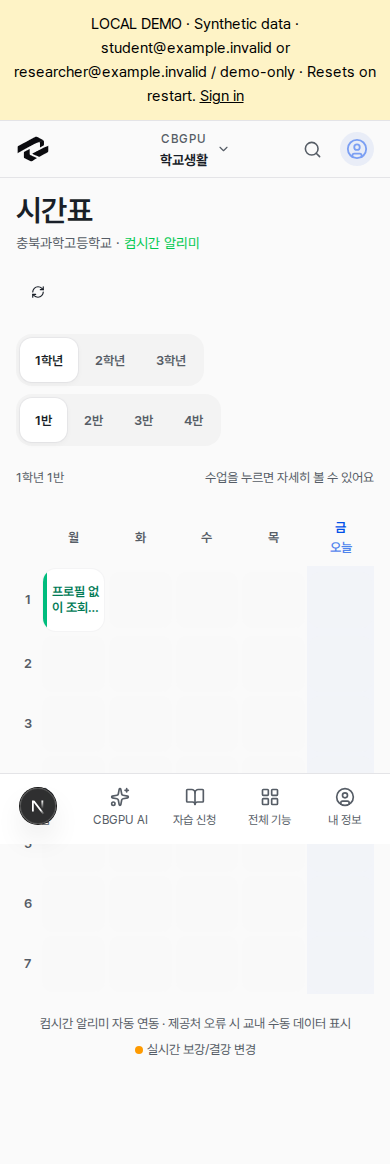 LOCAL DEMO · Synthetic data ·
student@example.invalid or
researcher@example.invalid / demo-only · Resets on
restart. Sign in
CBGPU
학교생활
시간표
충북과학고등학교 · 컴시간 알리미
1학년 2학년 3학년
1반 2반 3반 4반
1학년 1반 수업을 누르면 자세히 볼 수 있어요
월 화 수 목 금
오늘
1 프로필 없
이 조회...
2
3
N CBGPU AI 자습 신청 전체 기능 내 정보
6
7
컴시간 알리미 자동 연동 · 제공처 오류 시 교내 수동 데이터 표시
실시간 보강/결강 변경